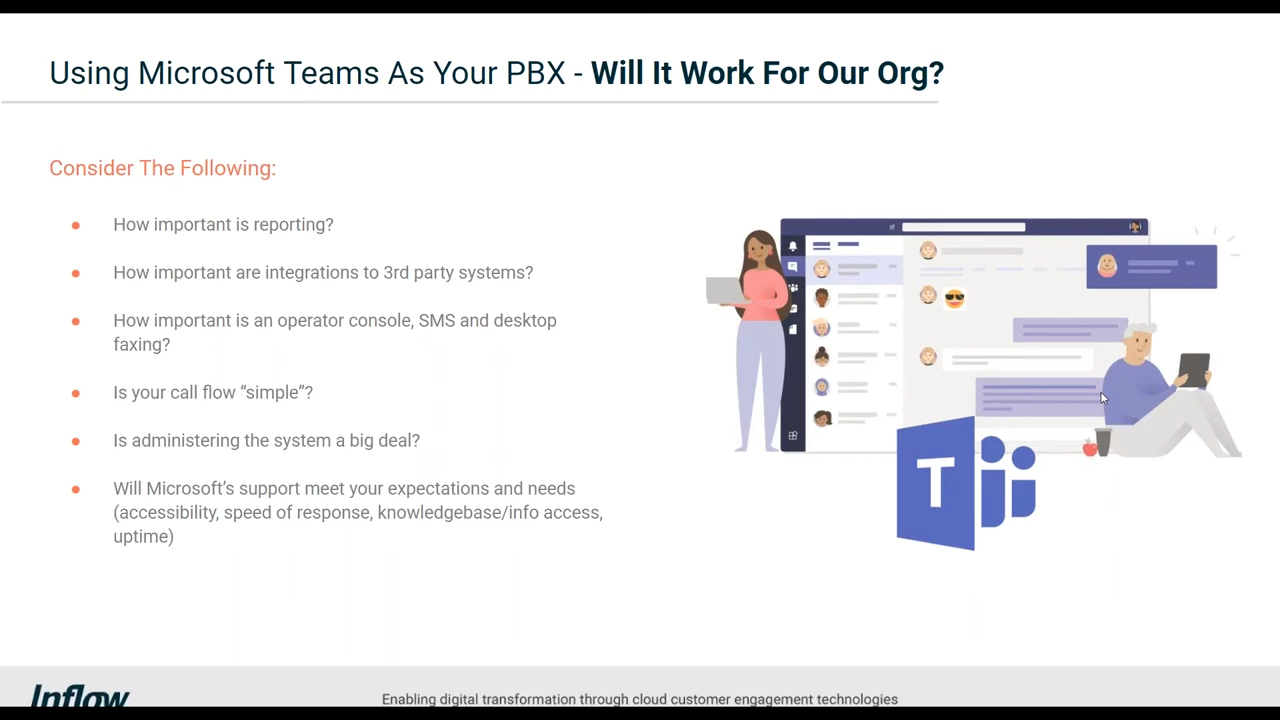 Using Microsoft Teams As Your PBX - Will It Work For Our Org?
Consider The Following:
How important is reporting?
How important are integrations to 3rd party systems?
How important is an operator console, SMS and desktop
faxing?
Is your call flow “simple”?
Is administering the system a big deal?
Will Microsoft’s support meet your expectations and needs
(accessibility, speed of response, knowledgebase/info access,
uptime)
T
Inflow
Enabling digital transformation through cloud customer engagement technologies